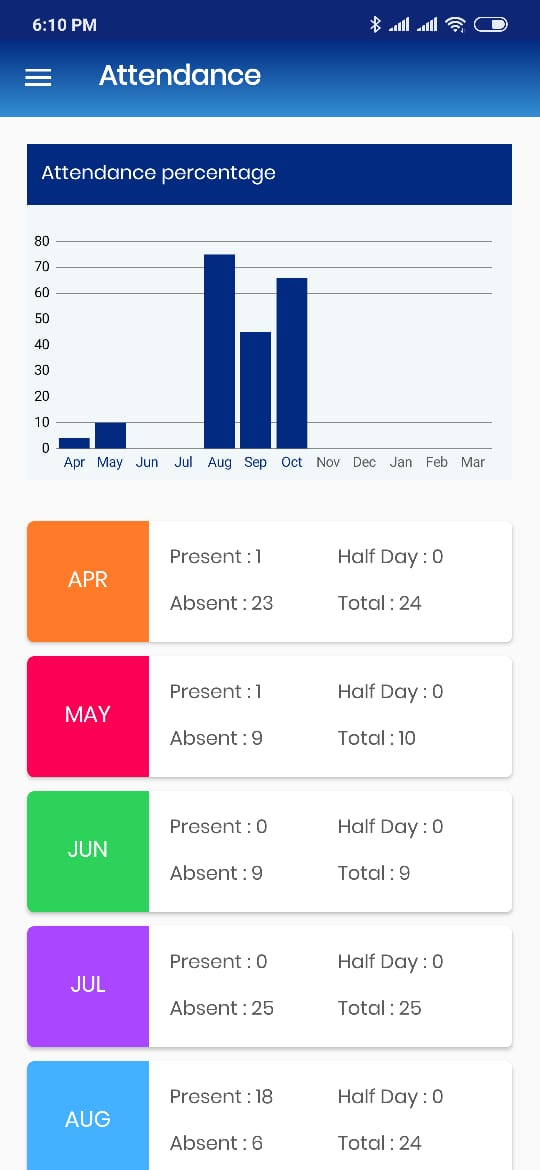 6:10 PM
Attendance
Attendance percentage
80
70
60
50
40
30
20
10
0
Apr May Jun Jul Aug Sep Oct Nov Dec Jan Feb Mar
APR
Present : 1 Half Day : 0
Absent : 23 Total : 24
MAY
Present : 1 Half Day : 0
Absent : 9 Total : 10
JUN
Present : 0 Half Day : 0
Absent : 9 Total : 9
JUL
Present : 0 Half Day : 0
Absent : 25 Total : 25
AUG
Present : 18 Half Day : 0
Absent : 6 Total : 24